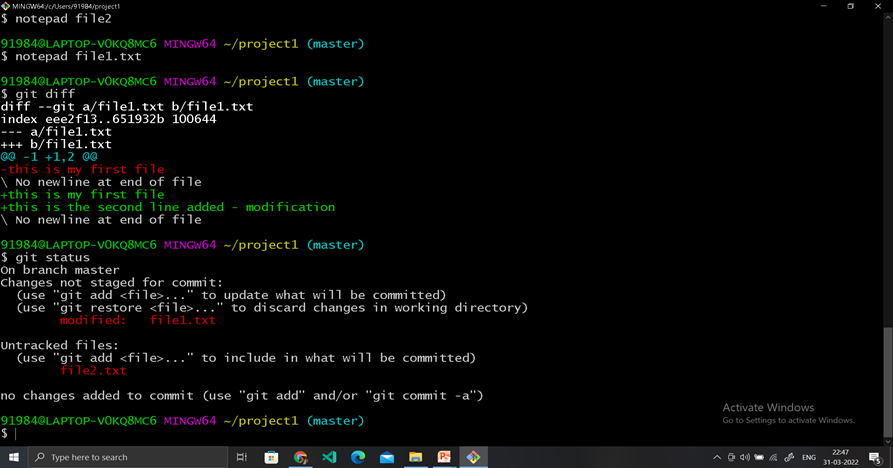 MINGW64:/c/Users/91984/project1
$ notepad file2
91984@LAPTOP-V0KQ8MC6 MINGW64 ~/project1 (master)
$ notepad file1.txt
91984@LAPTOP-V0KQ8MC6 MINGW64 ~/project1 (master)
$ git diff
diff --git a/file1.txt b/file1.txt
index eee2f13..651932b 100644
--- a/file1.txt
+++ b/file1.txt
@@ -1 +1,2 @@
-this is my first file
\ No newline at end of file
+this is my first file
+this is the second line added - modification
\ No newline at end of file
91984@LAPTOP-V0KQ8MC6 MINGW64 ~/project1 (master)
$ git status
On branch master
Changes not staged for commit:
  (use "git add <file>..." to update what will be committed)
  (use "git restore <file>..." to discard changes in working directory)
        modified:   file1.txt
Untracked files:
  (use "git add <file>..." to include in what will be committed)
        file2.txt
no changes added to commit (use "git add" and/or "git commit -a")
91984@LAPTOP-V0KQ8MC6 MINGW64 ~/project1 (master)
$
Activate Windows
Go to Settings to activate Windows.
Type here to search
ENG
22:47
31-03-2022